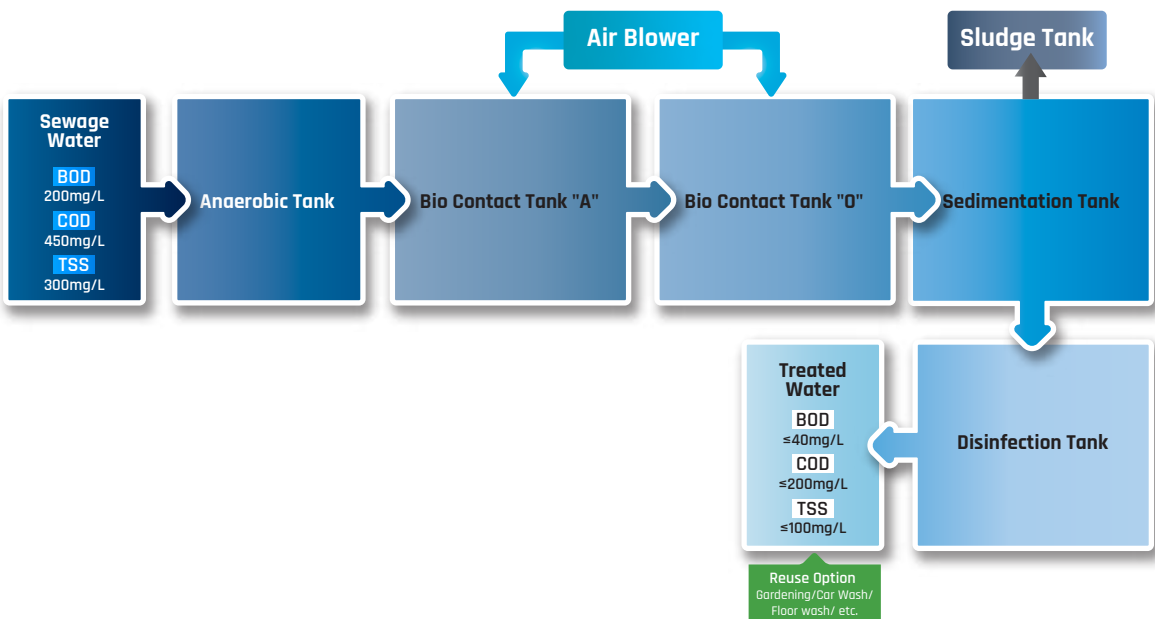 Air Blower
Sludge Tank
Sewage
Water
BOD
200mg/L
COD
450mg/L
TSS
300mg/L
Anaerobic Tank
Bio Contact Tank "A"
Bio Contact Tank "O"
Sedimentation Tank
Treated
Water
BOD
≤40mg/L
COD
≤200mg/L
TSS
≤100mg/L
Disinfection Tank
Reuse Option
Gardening/Car Wash/
Floor wash/ etc.